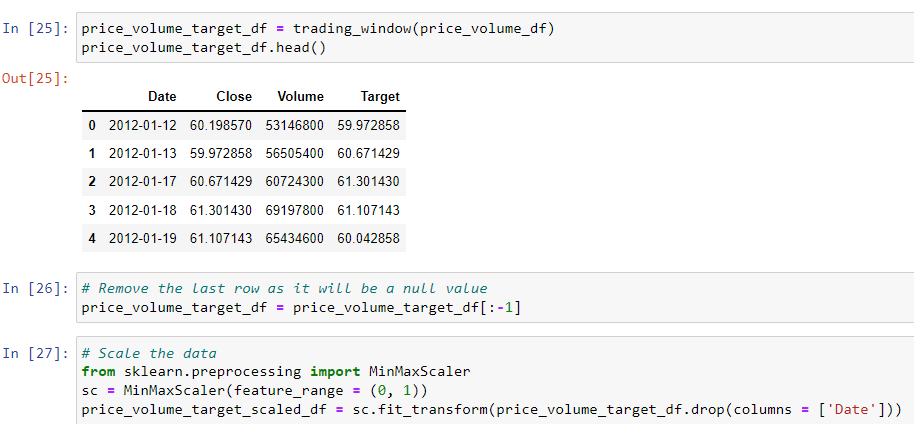 In [25]: price_volume_target_df = trading_window(price_volume_df)
price_volume_target_df.head()
Out[25]:
Date Close Volume Target
0 2012-01-12 60.198570 53146800 59.972858
1 2012-01-13 59.972858 56505400 60.671429
2 2012-01-17 60.671429 60724300 61.301430
3 2012-01-18 61.301430 69197800 61.107143
4 2012-01-19 61.107143 65434600 60.042858
In [26]: # Remove the last row as it will be a null value
price_volume_target_df = price_volume_target_df[:-1]
In [27]: # Scale the data
from sklearn.preprocessing import MinMaxScaler
sc = MinMaxScaler(feature_range = (0, 1))
price_volume_target_scaled_df = sc.fit_transform(price_volume_target_df.drop(columns = ['Date']))